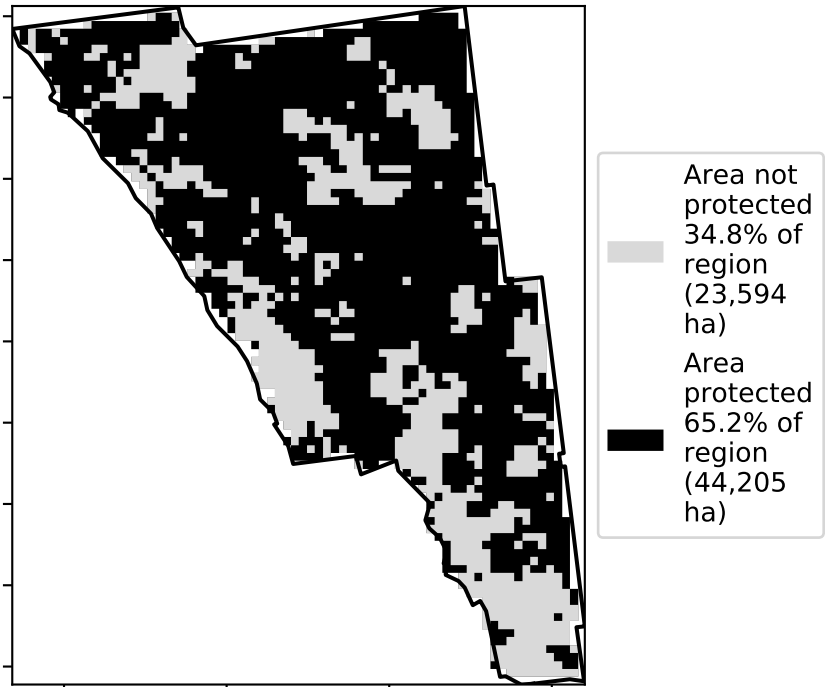 Area not
protected
34.8% of
region
(23,594
ha)
Area
protected
65.2% of
region
(44,205
ha)